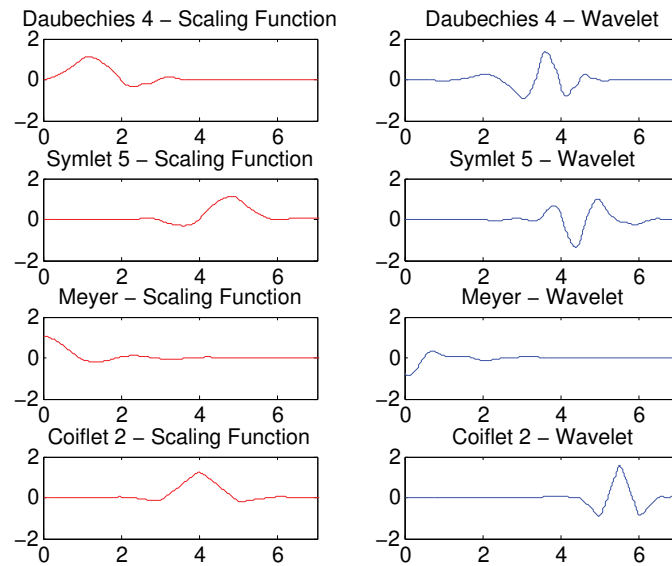 Daubechies 4 – Scaling Function
2
0
−2
0 2 4 6
Daubechies 4 – Wavelet
2
0
−2
0 2 4 6
Symlet 5 – Scaling Function
2
0
−2
0 2 4 6
Symlet 5 – Wavelet
2
0
−2
0 2 4 6
Meyer – Scaling Function
2
0
−2
0 2 4 6
Meyer – Wavelet
2
0
−2
0 2 4 6
Coiflet 2 – Scaling Function
2
0
−2
0 2 4 6
Coiflet 2 – Wavelet
2
0
−2
0 2 4 6